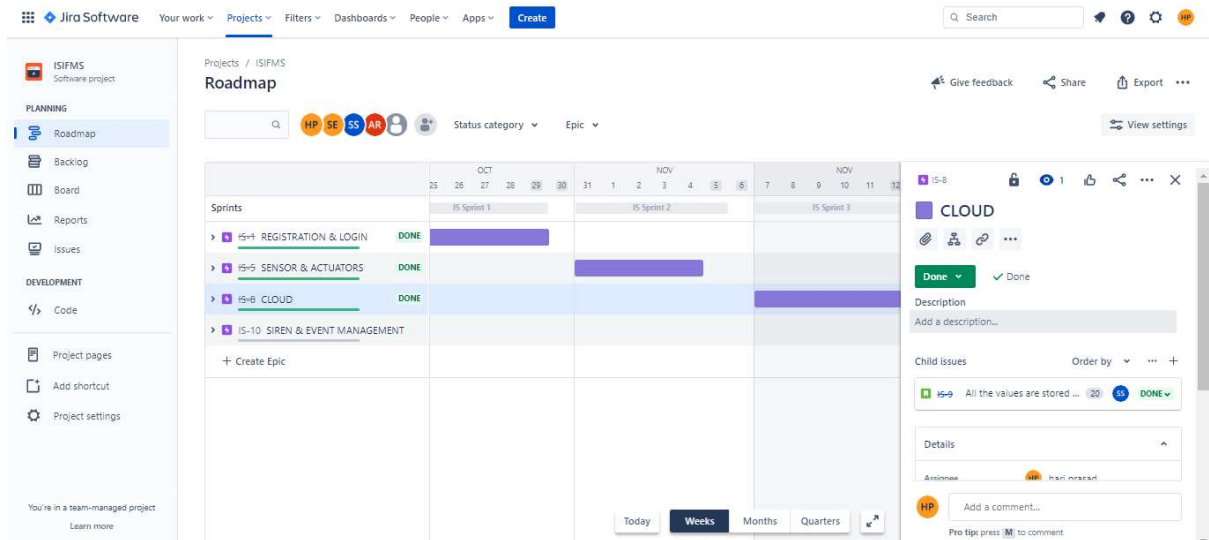 Jira Software Your work Projects Filters Dashboards People Apps Create Search HP
ISIFMS
Software project
PLANNING
Roadmap
Backlog
Board
Reports
Issues
DEVELOPMENT
Code
Project pages
Add shortcut
Project settings
You're in a team-managed project
Learn more
Projects / ISIFMS
Roadmap
Give feedback Share Export
HP SE SS AR Status category Epic View settings
OCT NOV NOV
25 26 27 28 29 30 31 1 2 3 4 5 6 7 8 9 10 11 12
Sprints IS Sprint 1 IS Sprint 2 IS Sprint 3
IS-1 REGISTRATION & LOGIN DONE
IS-5 SENSOR & ACTUATORS DONE
IS-8 CLOUD DONE
IS-10 SIREN & EVENT MANAGEMENT
+ Create Epic
Today Weeks Months Quarters
IS-8 1
CLOUD
Done Done
Description
Add a description...
Child issues Order by
IS-9 All the values are stored ... 20 SS DONE
Details
Assignee HP hari prasad
HP Add a comment...
Pro tip: press M to comment